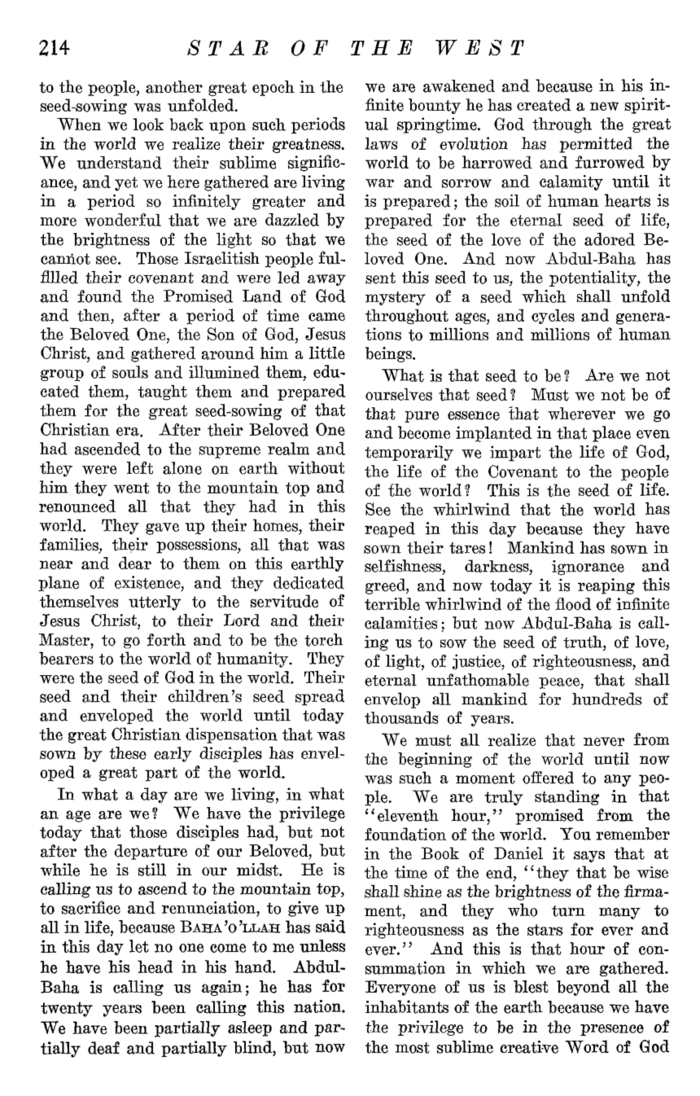 214 STAR OF THE WEST
to the people, another great epoch in the
seed-sowing was unfolded.
When we look back upon such periods
in the world we realize their greatness.
We understand their sublime signific-
ance, and yet we here gathered are living
in a period so infinitely greater and
more wonderful that we are dazzled by
the brightness of the light so that we
cannot see. Those Israelitish people ful-
filled their covenant and were led away
and found the Promised Land of God
and then, after a period of time came
the Beloved One, the Son of God, Jesus
Christ, and gathered around him a little
group of souls and illumined them, edu-
cated them, taught them and prepared
them for the great seed-sowing of that
Christian era. After their Beloved One
had ascended to the supreme realm and
they were left alone on earth without
him they went to the mountain top and
renounced all that they had in this
world. They gave up their homes, their
families, their possessions, all that was
near and dear to them on this earthly
plane of existence, and they dedicated
themselves utterly to the servitude of
Jesus Christ, to their Lord and their
Master, to go forth and to be the torch
bearers to the world of humanity. They
were the seed of God in the world. Their
seed and their children's seed spread
and enveloped the world until today
the great Christian dispensation that was
sown by these early disciples has envel-
oped a great part of the world.
In what a day are we living, in what
an age are we? We have the privilege
today that those disciples had, but not
after the departure of our Beloved, but
while he is still in our midst. He is
calling us to ascend to the mountain top,
to sacrifice and renunciation, to give up
all in life, because BAHA'O'LLAH has said
in this day let no one come to me unless
he have his head in his hand. Abdul-
Baha is calling us again; he has for
twenty years been calling this nation.
We have been partially asleep and par-
tially deaf and partially blind, but now
we are awakened and because in his in-
finite bounty he has created a new spirit-
ual springtime. God through the great
laws of evolution has permitted the
world to be harrowed and furrowed by
war and sorrow and calamity until it
is prepared; the soil of human hearts is
prepared for the eternal seed of life,
the seed of the love of the adored Be-
loved One. And now Abdul-Baha has
sent this seed to us, the potentiality, the
mystery of a seed which shall unfold
throughout ages, and cycles and genera-
tions to millions and millions of human
beings.
What is that seed to be? Are we not
ourselves that seed? Must we not be of
that pure essence that wherever we go
and become implanted in that place even
temporarily we impart the life of God,
the life of the Covenant to the people
of the world? This is the seed of life.
See the whirlwind that the world has
reaped in this day because they have
sown their tares! Mankind has sown in
selfishness, darkness, ignorance and
greed, and now today it is reaping this
terrible whirlwind of the flood of infinite
calamities; but now Abdul-Baha is call-
ing us to sow the seed of truth, of love,
of light, of justice, of righteousness, and
eternal unfathomable peace, that shall
envelop all mankind for hundreds of
thousands of years.
We must all realize that never from
the beginning of the world until now
was such a moment offered to any peo-
ple. We are truly standing in that
"eleventh hour," promised from the
foundation of the world. You remember
in the Book of Daniel it says that at
the time of the end, "they that be wise
shall shine as the brightness of the firma-
ment, and they who turn many to
righteousness as the stars for ever and
ever." And this is that hour of con-
summation in which we are gathered.
Everyone of us is blest beyond all the
inhabitants of the earth because we have
the privilege to be in the presence of
the most sublime creative Word of God